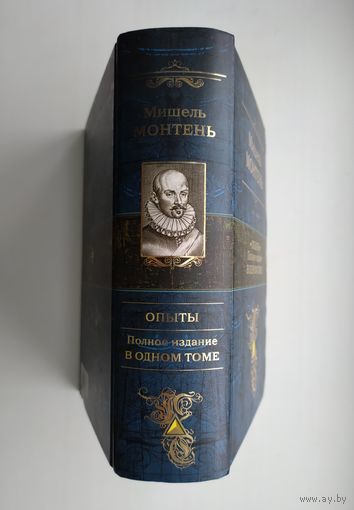 Мишель
МОНТЕНЬ
ОПЫТЫ
Полное издание
В ОДНОМ ТОМЕ
www.ay.by